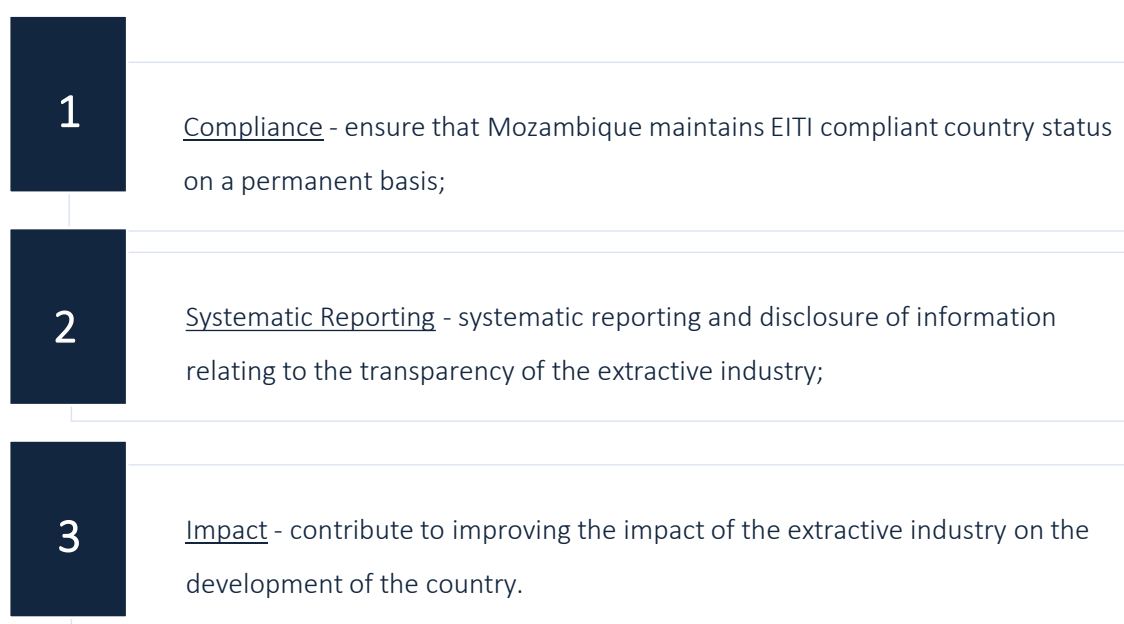 1
Compliance - ensure that Mozambique maintains EITI compliant country status
on a permanent basis;
2
Systematic Reporting - systematic reporting and disclosure of information
relating to the transparency of the extractive industry;
3
Impact - contribute to improving the impact of the extractive industry on the
development of the country.